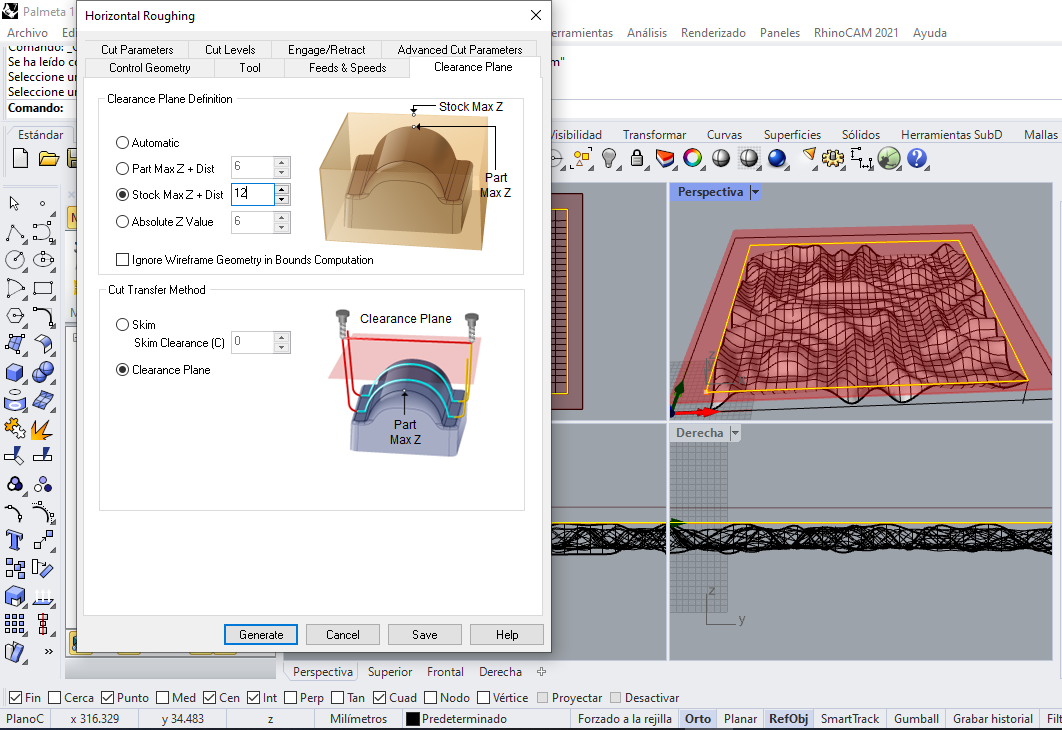 Palmeta 1
Horizontal Roughing
Archivo
erramientas Análisis Renderizado Paneles RhinoCAM 2021 Ayuda
Comando: _
Se ha leído
Seleccione
Seleccione
Comando:
Cut Parameters Cut Levels Engage/Retract Advanced Cut Parameters
Control Geometry Tool Feeds & Speeds Clearance Plane
Estándar
isibilidad Transformar Curvas Superficies Sólidos Herramientas SubD Mallas
Clearance Plane Definition
Stock Max Z
Automatic
Part Max Z + Dist 6
Part
Max Z
Stock Max Z + Dist 12
Absolute Z Value 6
Ignore Wireframe Geometry in Bounds Computation
Perspectiva
z
Cut Transfer Method
Skim
Skim Clearance (C) 0
Clearance Plane
Clearance Plane
Part
Max Z
Derecha
z
y
Generate Cancel Save Help
Perspectiva Superior Frontal Derecha
Fin Cerca Punto Med Cen Int Perp Tan Cuad Nodo Vértice Proyectar Desactivar
PlanoC x 316.329 y 34.483 z Milímetros Predeterminado Forzado a la rejilla Orto Planar RefObj SmartTrack Gumball Grabar historial Filt